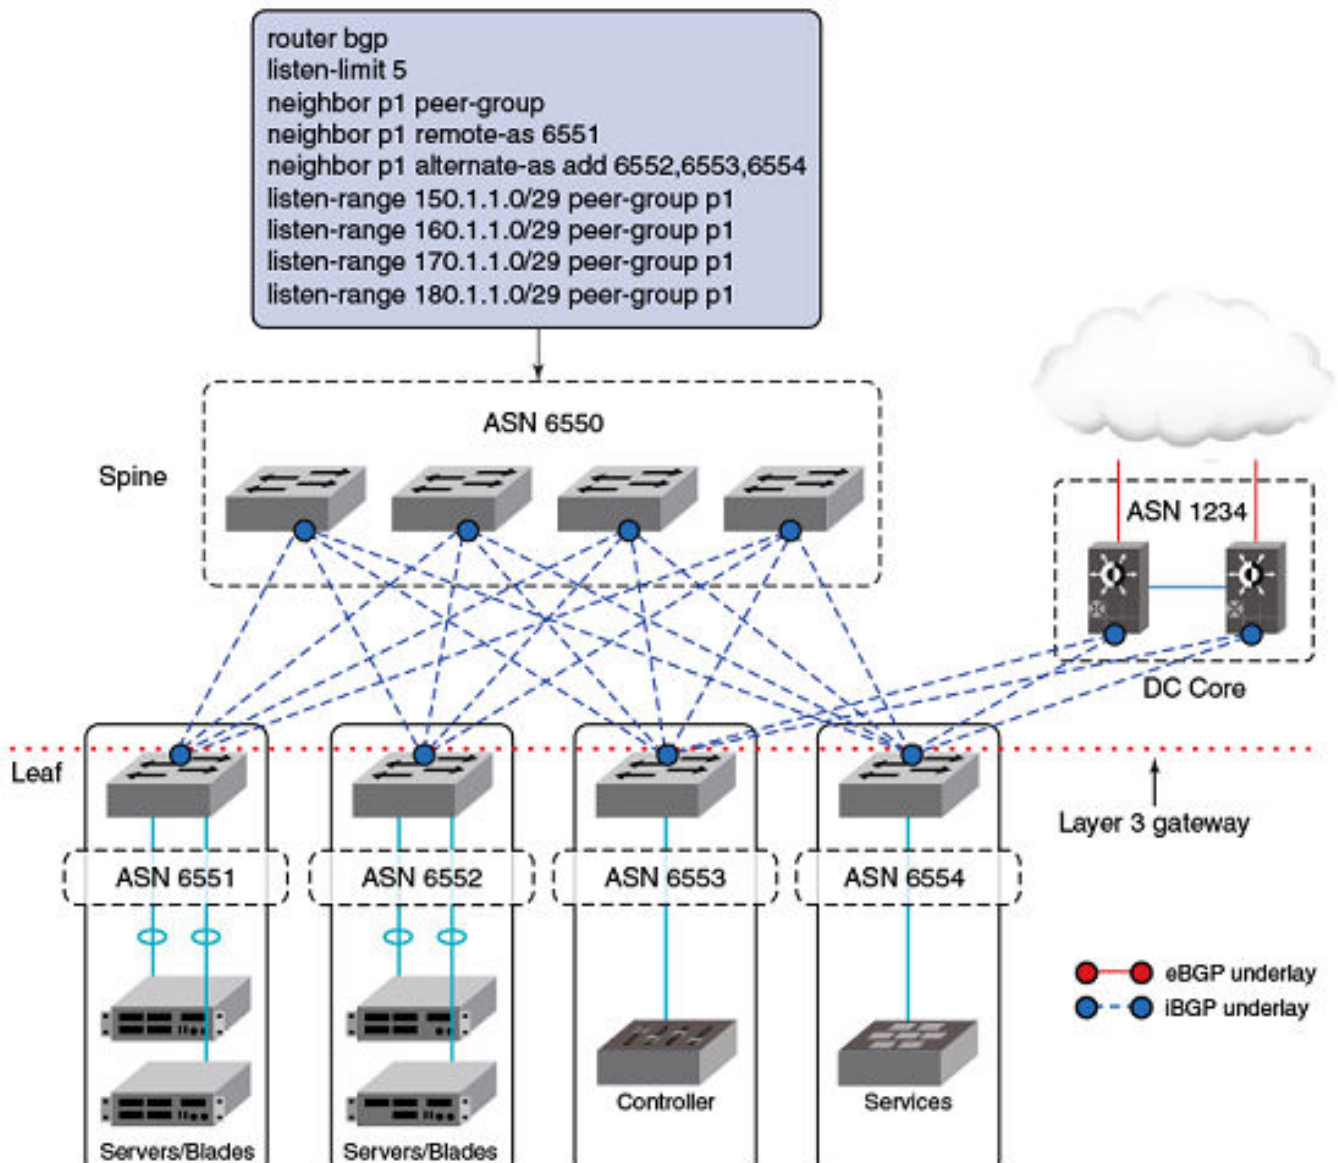 router bgp
listen-limit 5
neighbor p1 peer-group
neighbor p1 remote-as 6551
neighbor p1 alternate-as add 6552,6553,6554
listen-range 150.1.1.0/29 peer-group p1
listen-range 160.1.1.0/29 peer-group p1
listen-range 170.1.1.0/29 peer-group p1
listen-range 180.1.1.0/29 peer-group p1
ASN 6550
Spine
ASN 1234
DC Core
Leaf
Layer 3 gateway
ASN 6551
ASN 6552
ASN 6553
ASN 6554
eBGP underlay
iBGP underlay
Controller
Services
Servers/Blades
Servers/Blades